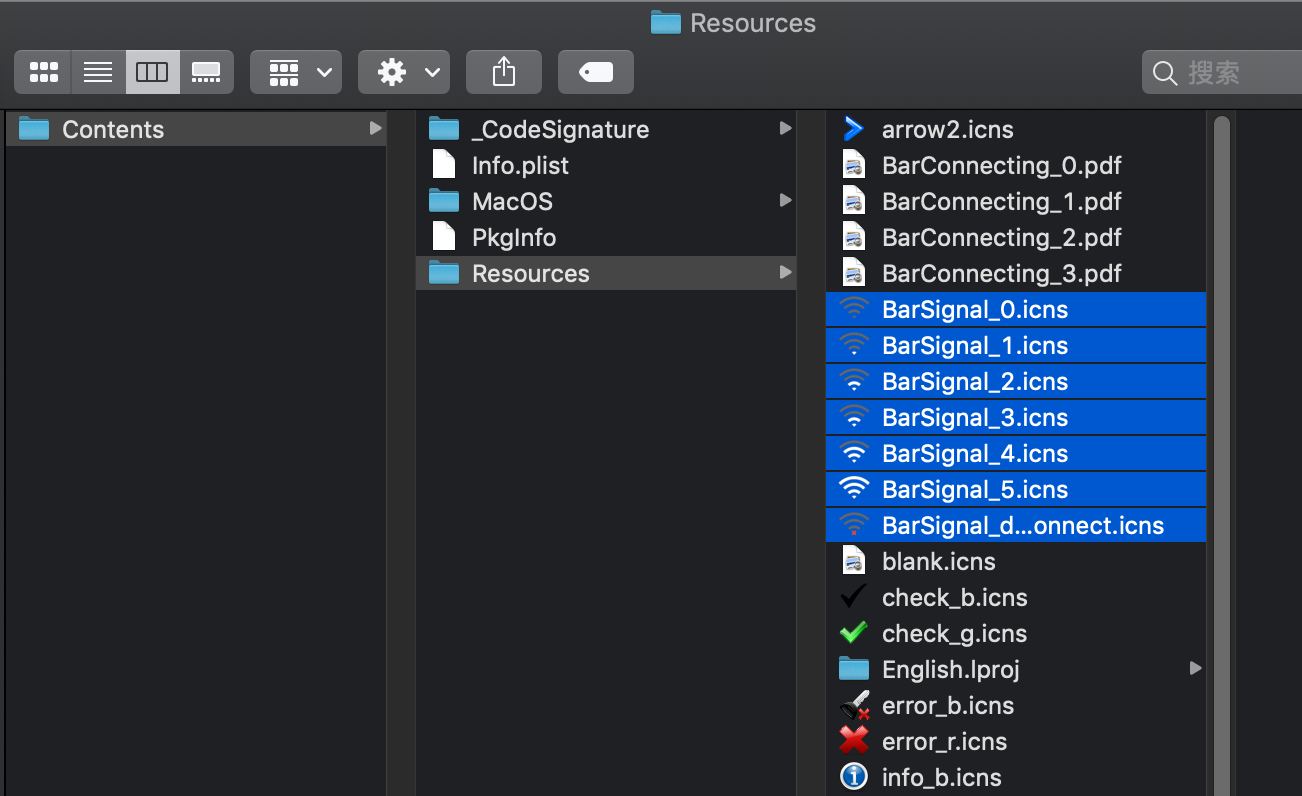 Resources
搜索
Contents
_CodeSignature
Info.plist
MacOS
PkgInfo
Resources
arrow2.icns
BarConnecting_0.pdf
BarConnecting_1.pdf
BarConnecting_2.pdf
BarConnecting_3.pdf
BarSignal_0.icns
BarSignal_1.icns
BarSignal_2.icns
BarSignal_3.icns
BarSignal_4.icns
BarSignal_5.icns
BarSignal_d...onnect.icns
blank.icns
check_b.icns
check_g.icns
English.lproj
error_b.icns
error_r.icns
info_b.icns